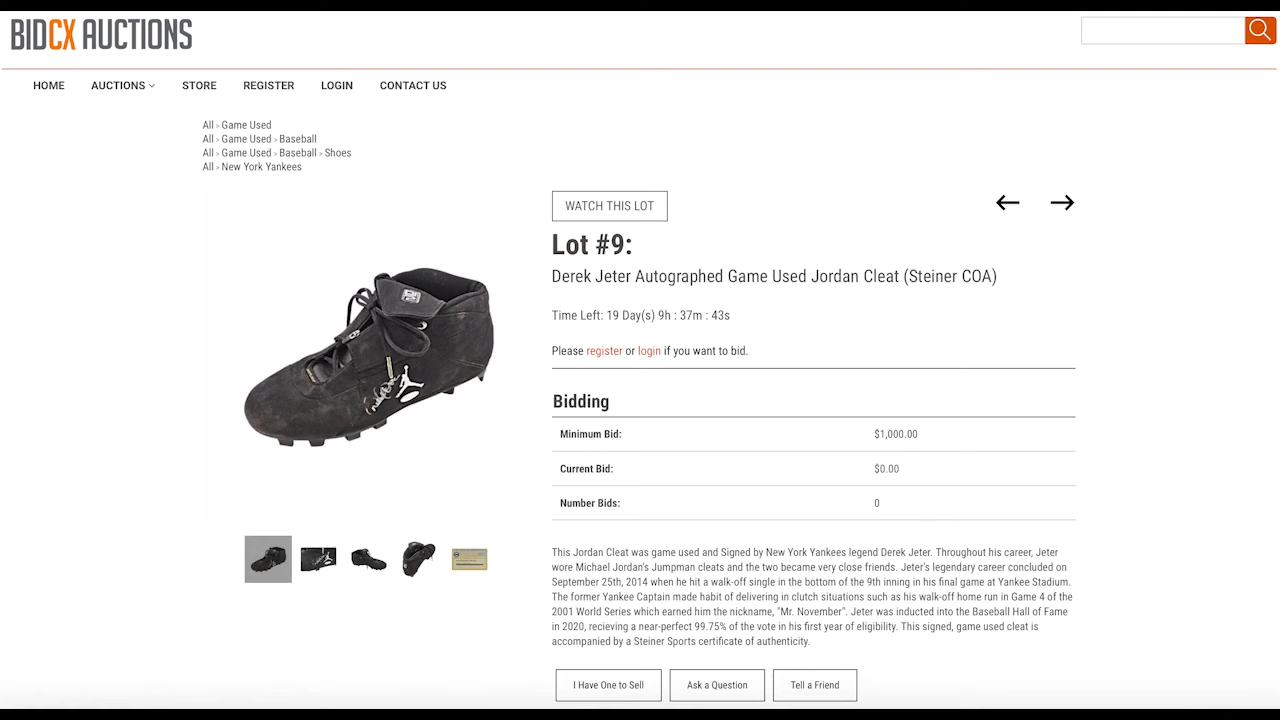 BIDCX AUCTIONS
HOME AUCTIONS STORE REGISTER LOGIN CONTACT US
All > Game Used
All > Game Used > Baseball
All > Game Used > Baseball > Shoes
All > New York Yankees
WATCH THIS LOT
Lot #9:
Derek Jeter Autographed Game Used Jordan Cleat (Steiner COA)
Time Left: 19 Day(s) 9h : 37m : 43s
Please register or login if you want to bid.
Bidding
Minimum Bid: $1,000.00
Current Bid: $0.00
Number Bids: 0
This Jordan Cleat was game used and Signed by New York Yankees legend Derek Jeter. Throughout his career, Jeter
wore Michael Jordan's Jumpman cleats and the two became very close friends. Jeter's legendary career concluded on
September 25th, 2014 when he hit a walk-off single in the bottom of the 9th inning in his final game at Yankee Stadium.
The former Yankee Captain made habit of delivering in clutch situations such as his walk-off home run in Game 4 of the
2001 World Series which earned him the nickname, "Mr. November". Jeter was inducted into the Baseball Hall of Fame
in 2020, recieving a near-perfect 99.75% of the vote in his first year of eligibility. This signed, game used cleat is
accompanied by a Steiner Sports certificate of authenticity.
I Have One to Sell Ask a Question Tell a Friend